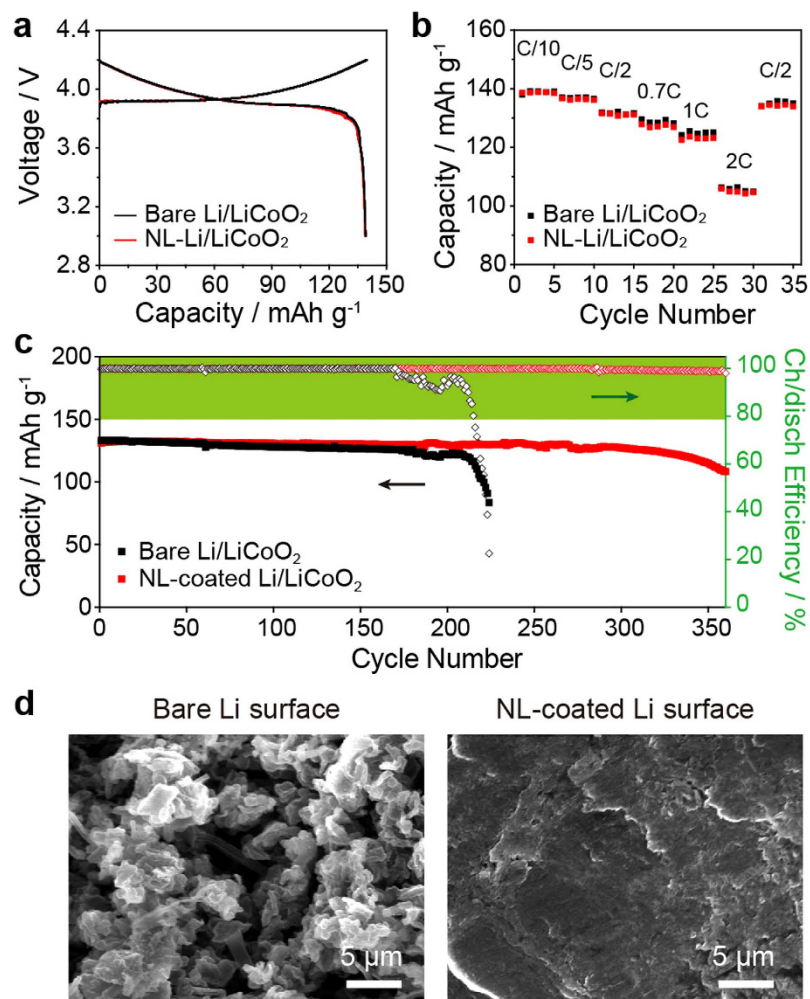 a
4.4
4.0
3.6
3.2
2.8
Voltage / V
Bare Li/LiCoO₂
NL-Li/LiCoO₂
0 30 60 90 120 150
Capacity / mAh g⁻¹
b
160
140
120
100
80
Capacity / mAh g⁻¹
C/10
C/5
C/2
0.7C
1C
2C
C/2
Bare Li/LiCoO₂
NL-Li/LiCoO₂
0 5 10 15 20 25 30 35
Cycle Number
c
200
150
100
50
0
Capacity / mAh g⁻¹
Bare Li/LiCoO₂
NL-coated Li/LiCoO₂
100
80
60
40
20
0
Ch/disch Efficiency / %
0 50 100 150 200 250 300 350
Cycle Number
d
Bare Li surface
NL-coated Li surface
5 μm
5 μm